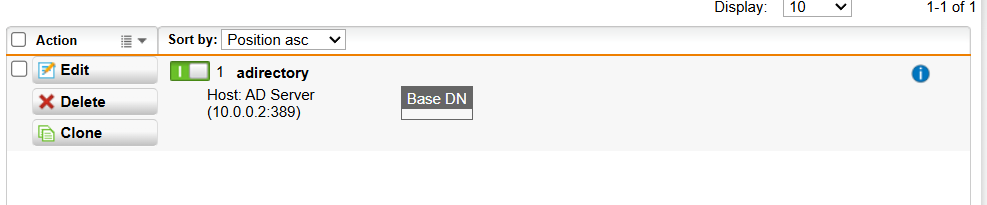 Display: 10 1-1 of 1
Action Sort by: Position asc
Edit 1 adirectory
Host: AD Server
(10.0.0.2:389)
Base DN
Delete
Clone